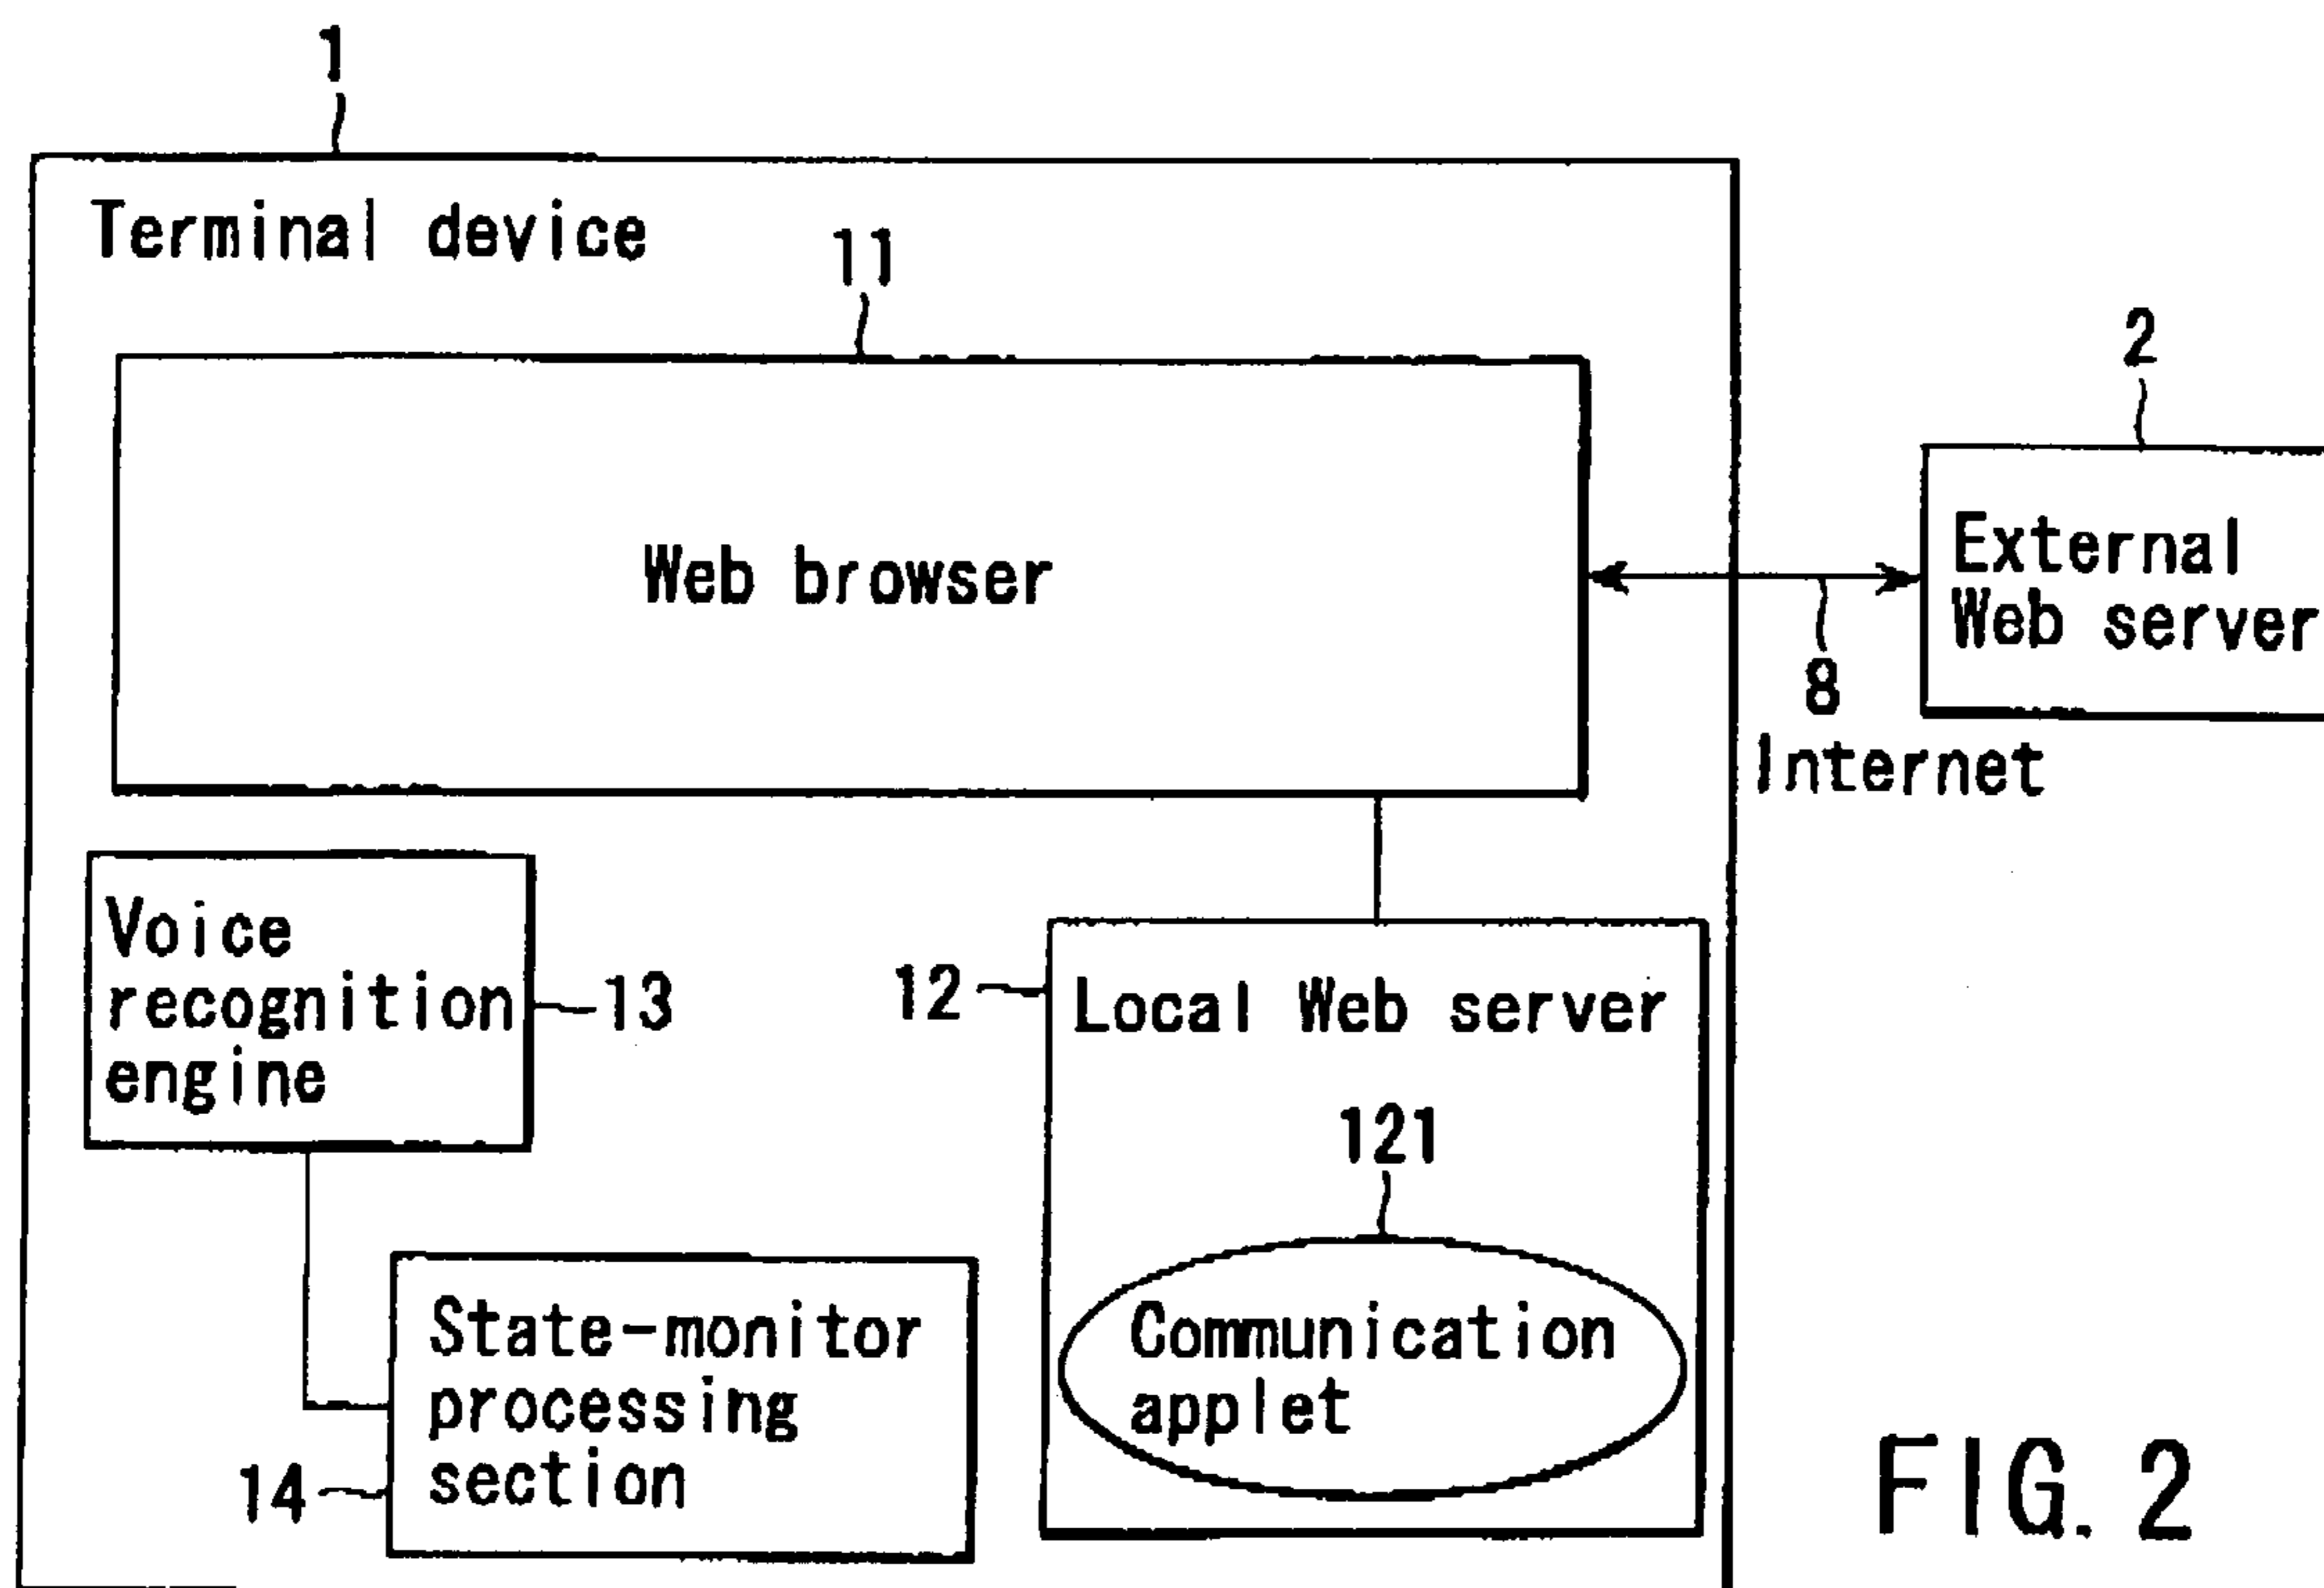 1
Terminal device
11
Web browser
2
External
Web server
8
Internet
Voice
recognition
engine
13
12
Local Web server
121
Communication
applet
State-monitor
processing
section
14
FIG. 2